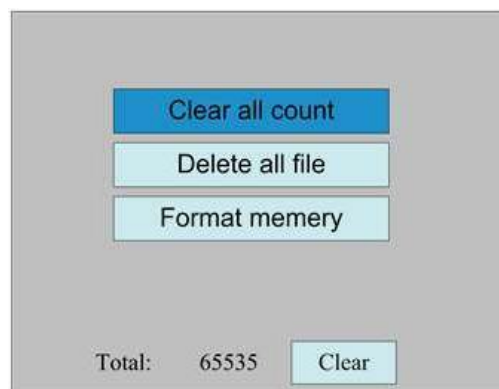 Clear all count
Delete all file
Format memery
Total: 65535 Clear